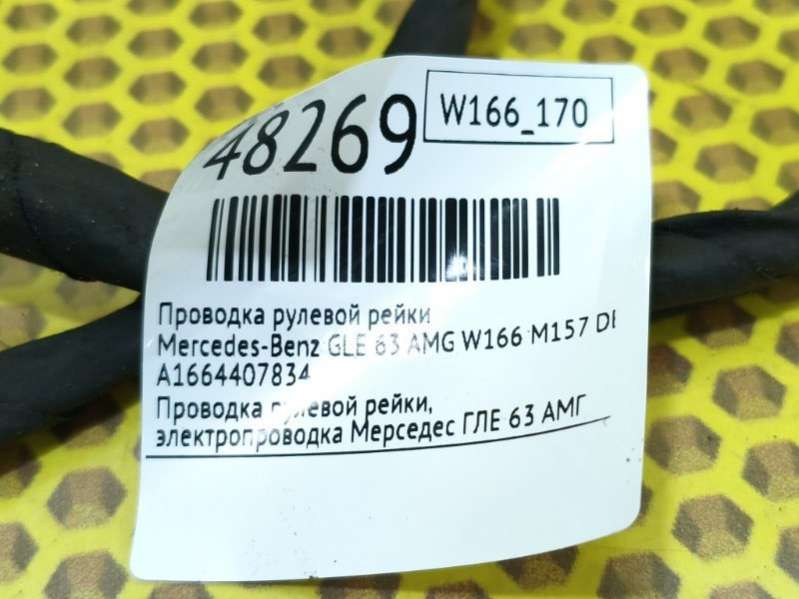 48269
W166_170
Проводка рулевой рейки
Mercedes-Benz GLE 63 AMG W166 M157 DE
A1664407834
Проводка рулевой рейки,
электропроводка Мерседес ГЛЕ 63 АМГ